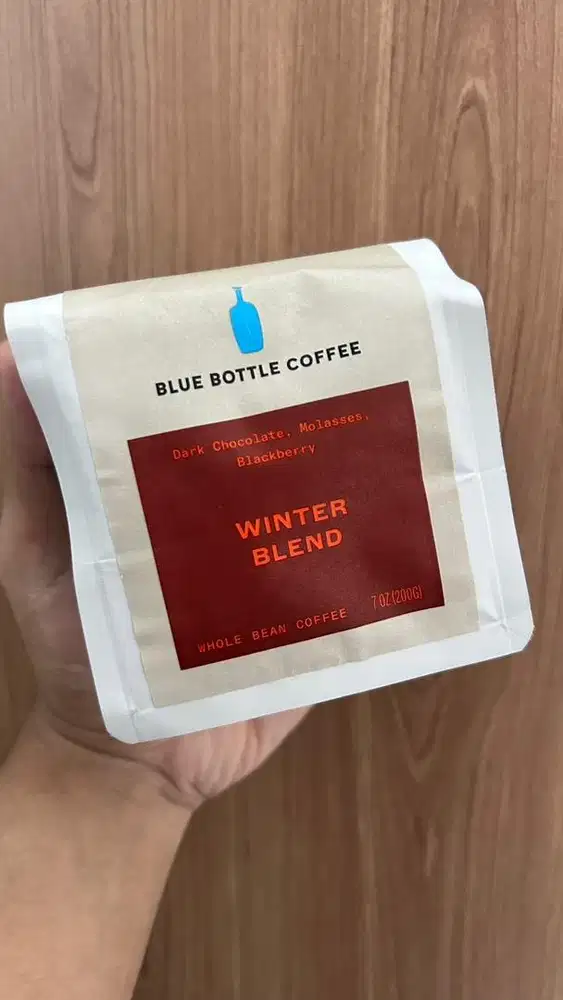 BLUE BOTTLE COFFEE
Dark Chocolate, Molasses,
Blackberry
WINTER
BLEND
WHOLE BEAN COFFEE 7 OZ(200G)